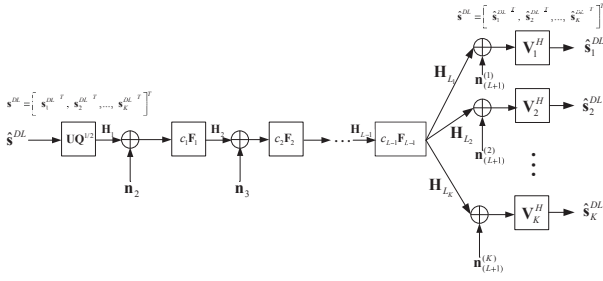 ŝ^{DL} = [ŝ_1^{DL T}, ŝ_2^{DL T}, ..., ŝ_K^{DL T}]^T
s^{DL} = [s_1^{DL T}, s_2^{DL T}, ..., s_K^{DL T}]^T
ŝ^{DL}
UQ^{1/2}
H_1
n_2
c_1F_1
H_2
n_3
c_2F_2
...
H_{L-1}
c_{L-1}F_{L-1}
H_{L_1}
n_{(L+1)}^{(1)}
V_1^H
ŝ_1^{DL}
H_{L_2}
n_{(L+1)}^{(2)}
V_2^H
ŝ_2^{DL}
⋮
H_{L_K}
n_{(L+1)}^{(K)}
V_K^H
ŝ_K^{DL}